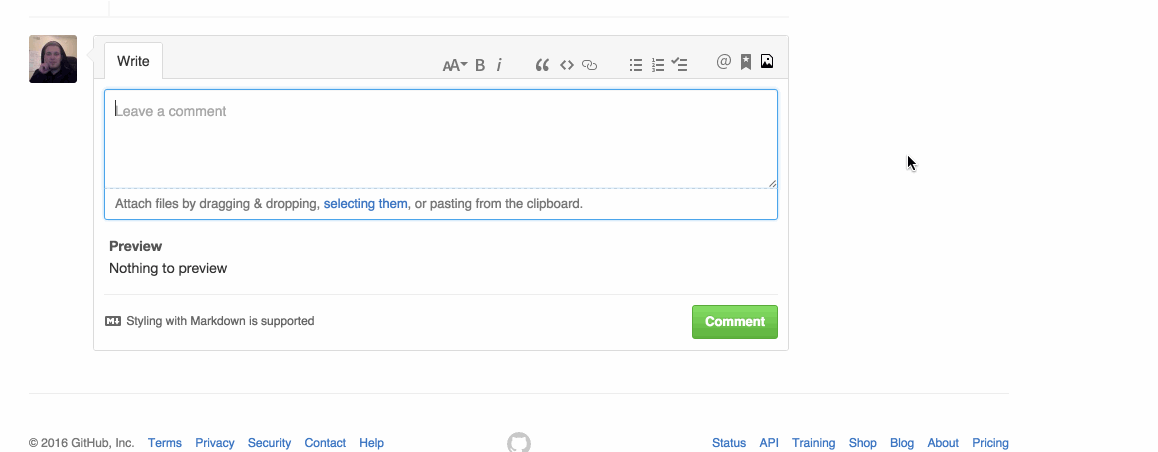 Write
AA B i @
Leave a comment
Attach files by dragging & dropping, selecting them, or pasting from the clipboard.
Preview
Nothing to preview
M Styling with Markdown is supported
Comment
© 2016 GitHub, Inc. Terms Privacy Security Contact Help
Status API Training Shop Blog About Pricing